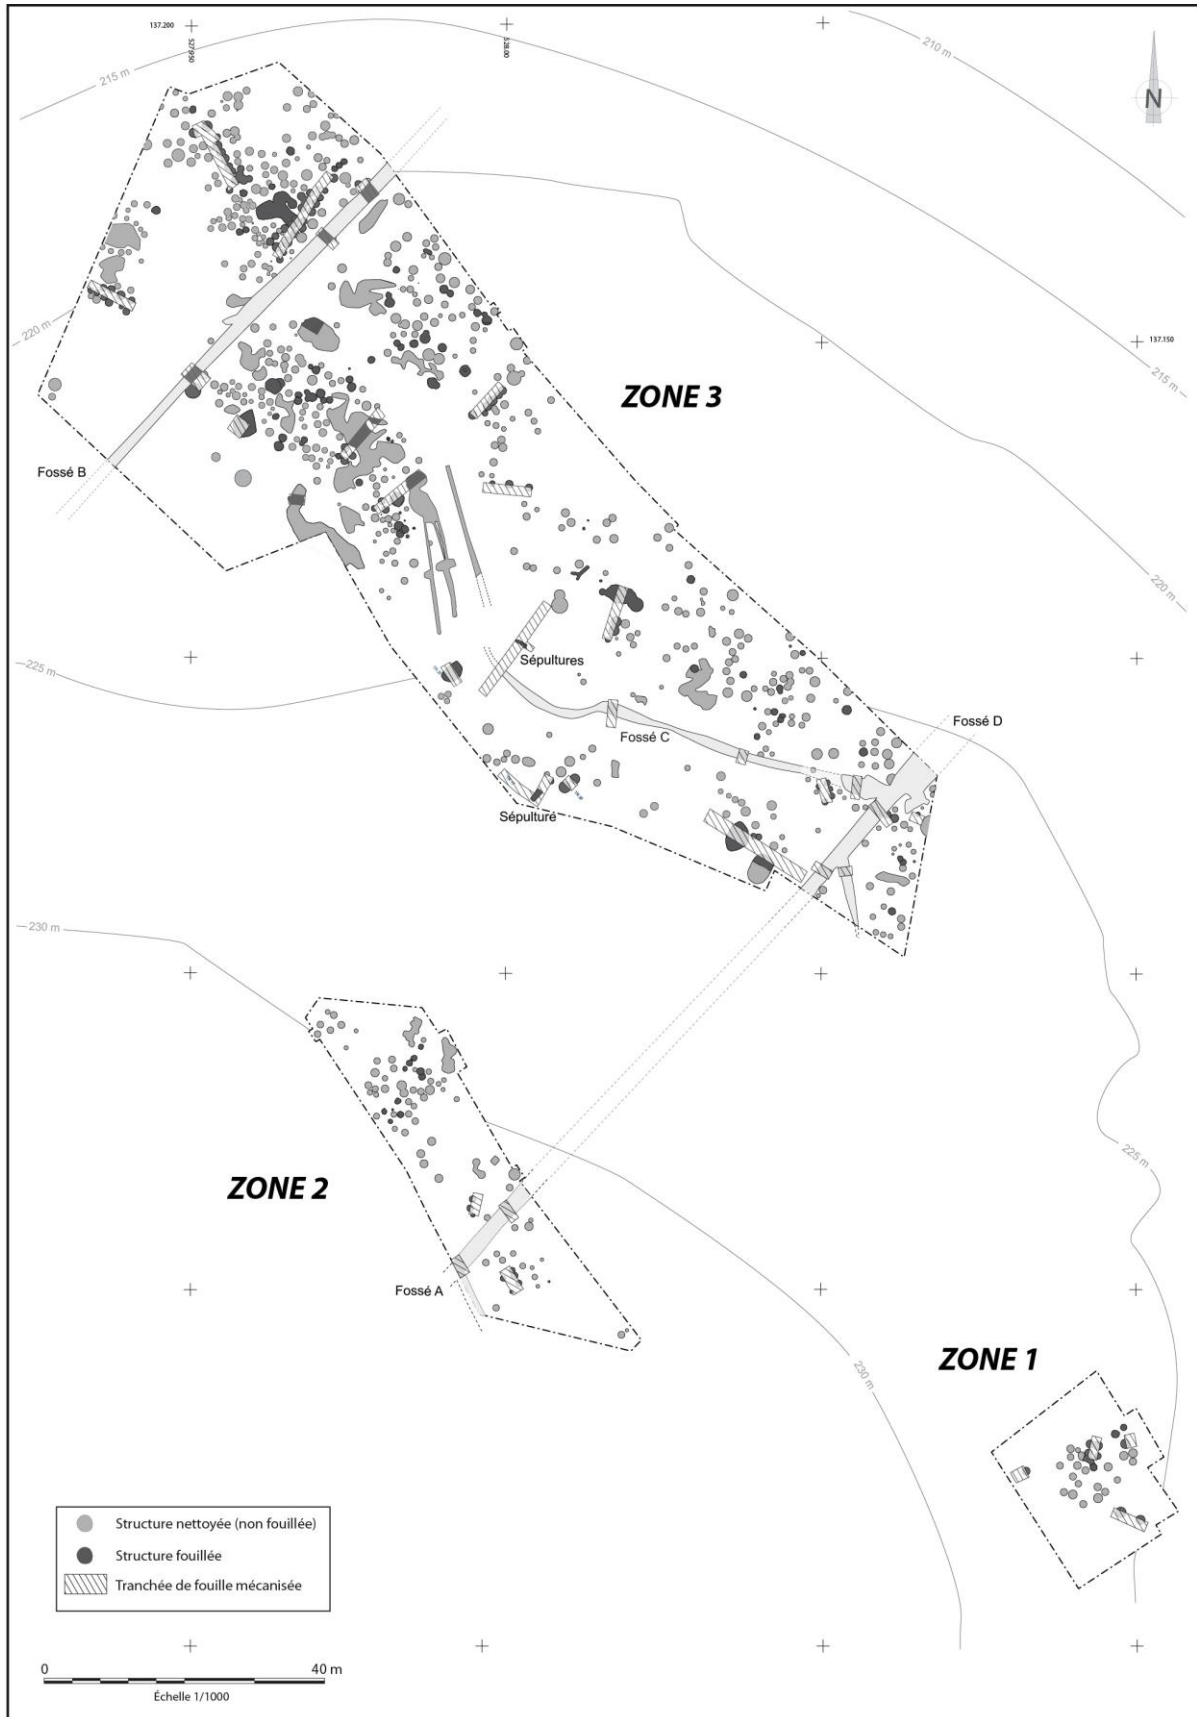 137.200
527.950
528.00
210 m
215 m
N
137.150
220 m
215 m
ZONE 3
Fossé B
220 m
225 m
Sépultures
Fossé C
Fossé D
Sépulture
230 m
225 m
ZONE 2
Fossé A
ZONE 1
230 m
Structure nettoyée (non fouillée)
Structure fouillée
Tranchée de fouille mécanisée
0 40 m
Échelle 1/1000